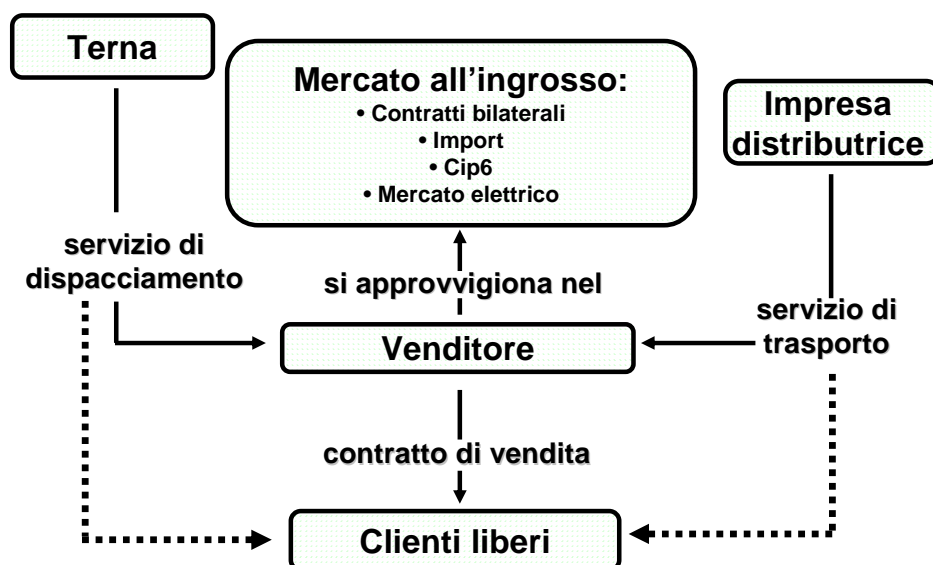 Terna
Mercato all'ingrosso:
• Contratti bilaterali
• Import
• Cip6
• Mercato elettrico
Impresa
distributrice
servizio di
dispacciamento
si approvvigiona nel
servizio di
trasporto
Venditore
contratto di vendita
Clienti liberi